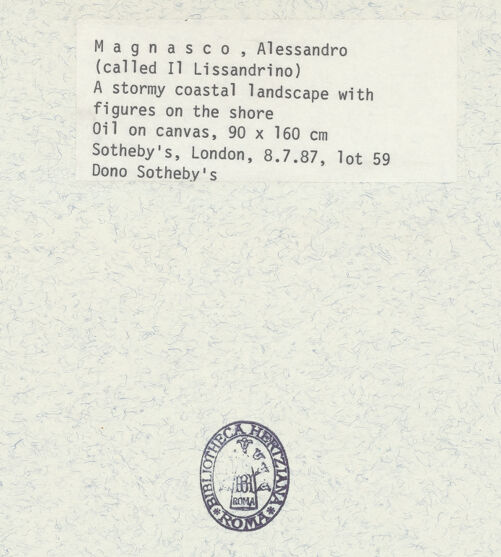 M a g n a s c o , Alessandro
(called Il Lissandrino)
A stormy coastal landscape with
figures on the shore
Oil on canvas, 90 x 160 cm
Sotheby's, London, 8.7.87, lot 59
Dono Sotheby's
BIBLIOTHECA HERTZIANA
ROMA
ROMA